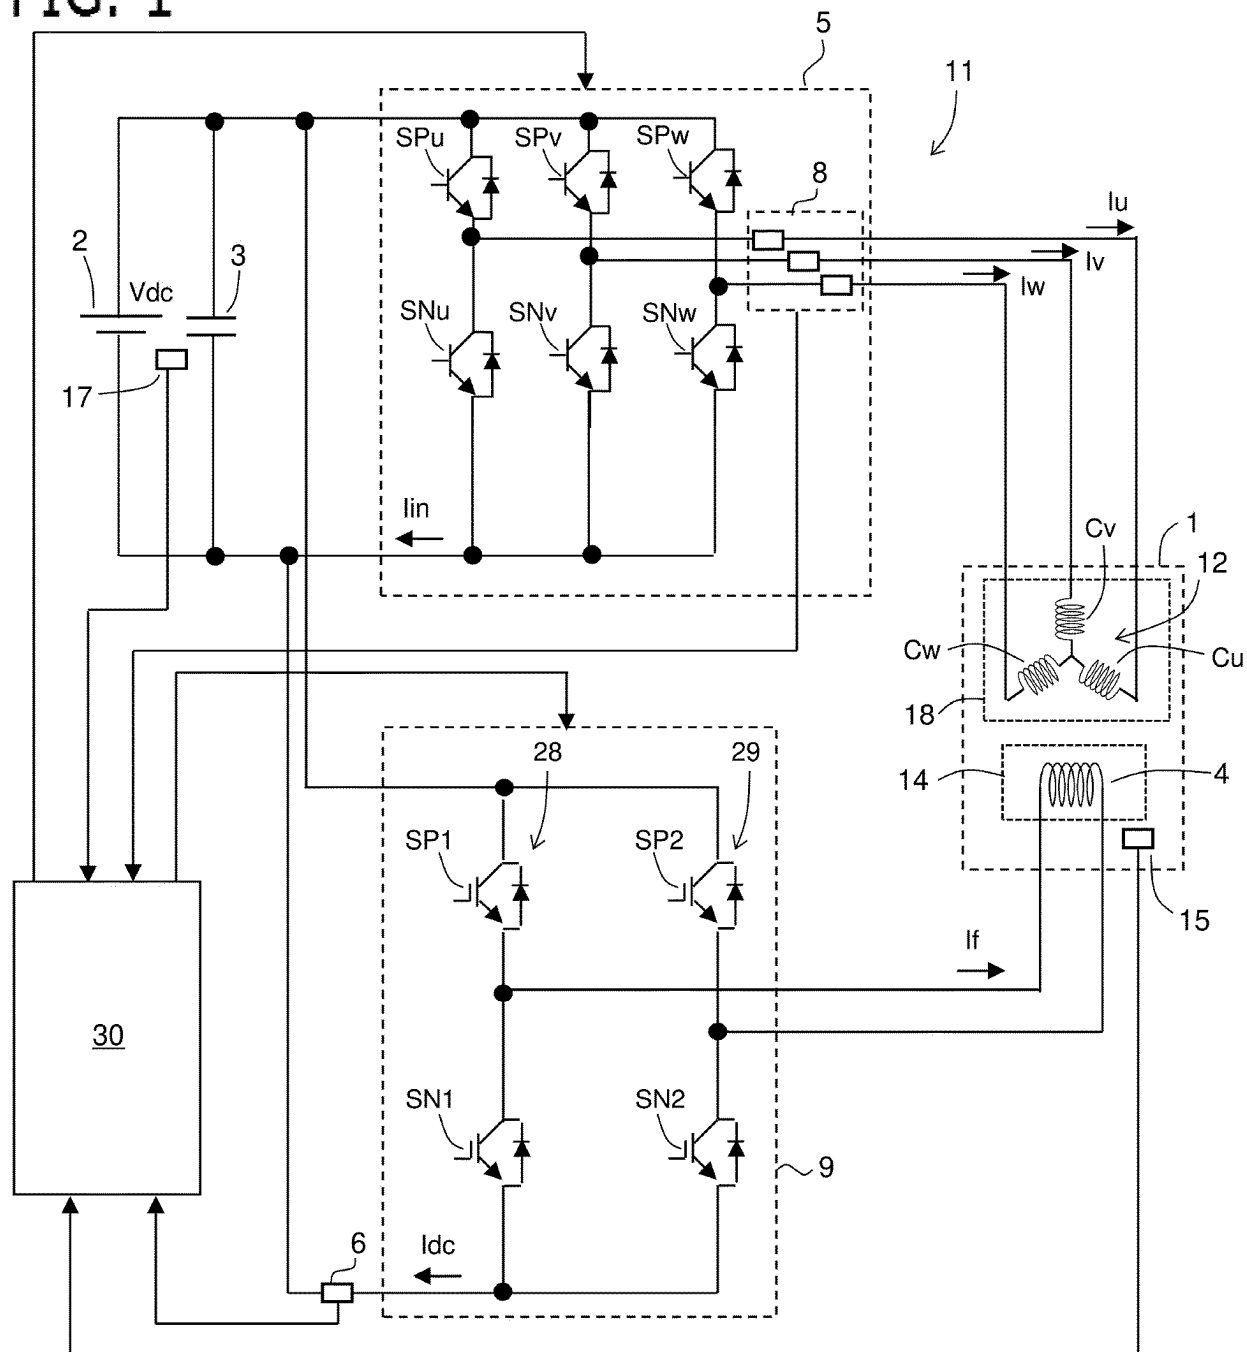 FIG. 1
5
11
SPu
SPv
SPw
8
Iu
2
3
Iv
Vdc
Iw
SNu
SNv
SNw
17
Iin
Cv
1
12
Cw
Cu
18
28
29
14
4
SP1
SP2
15
If
30
SN1
SN2
9
6
Idc